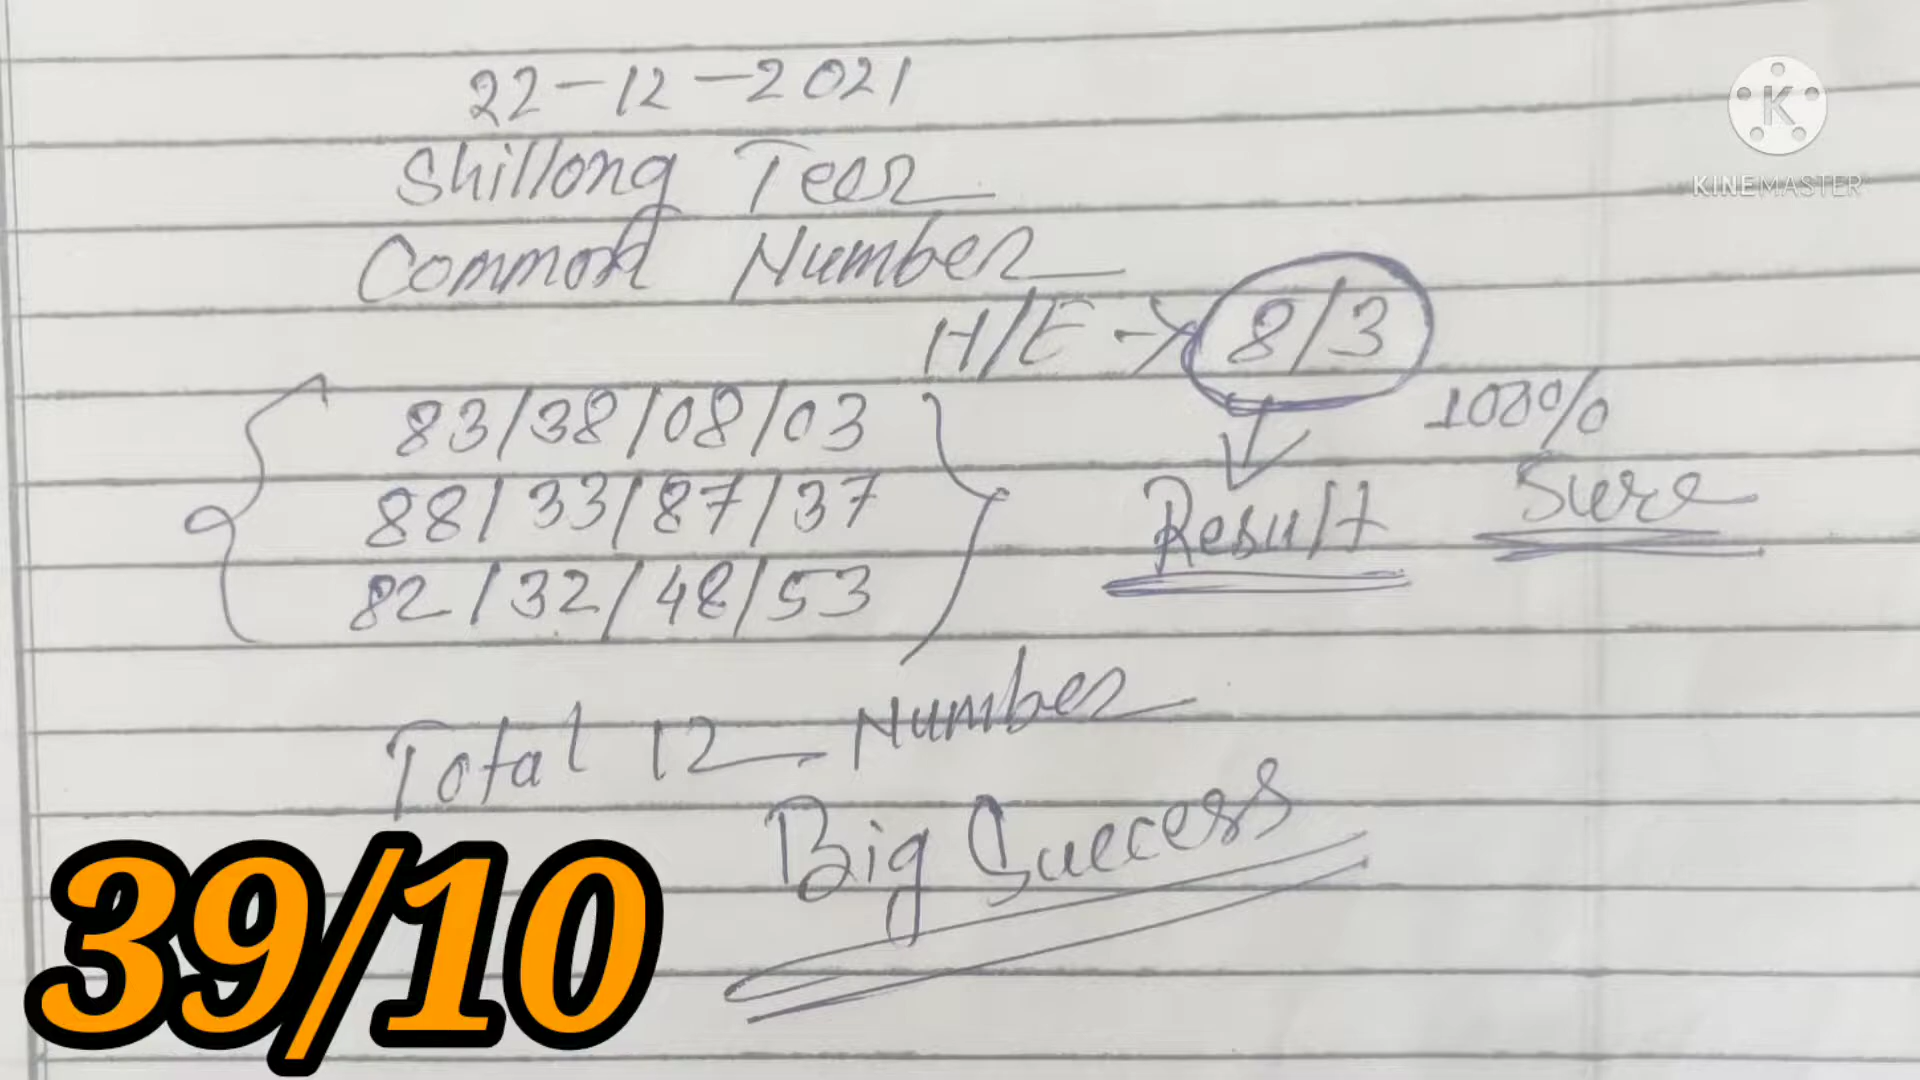 22-12-2021
KINEMASTER
Shillong Teer
Common Number
H/E → 8/3
100%
83/38/08/03
88/33/87/37
Result Sure
82/32/48/53
Total 12 Number
Big Success
39/10